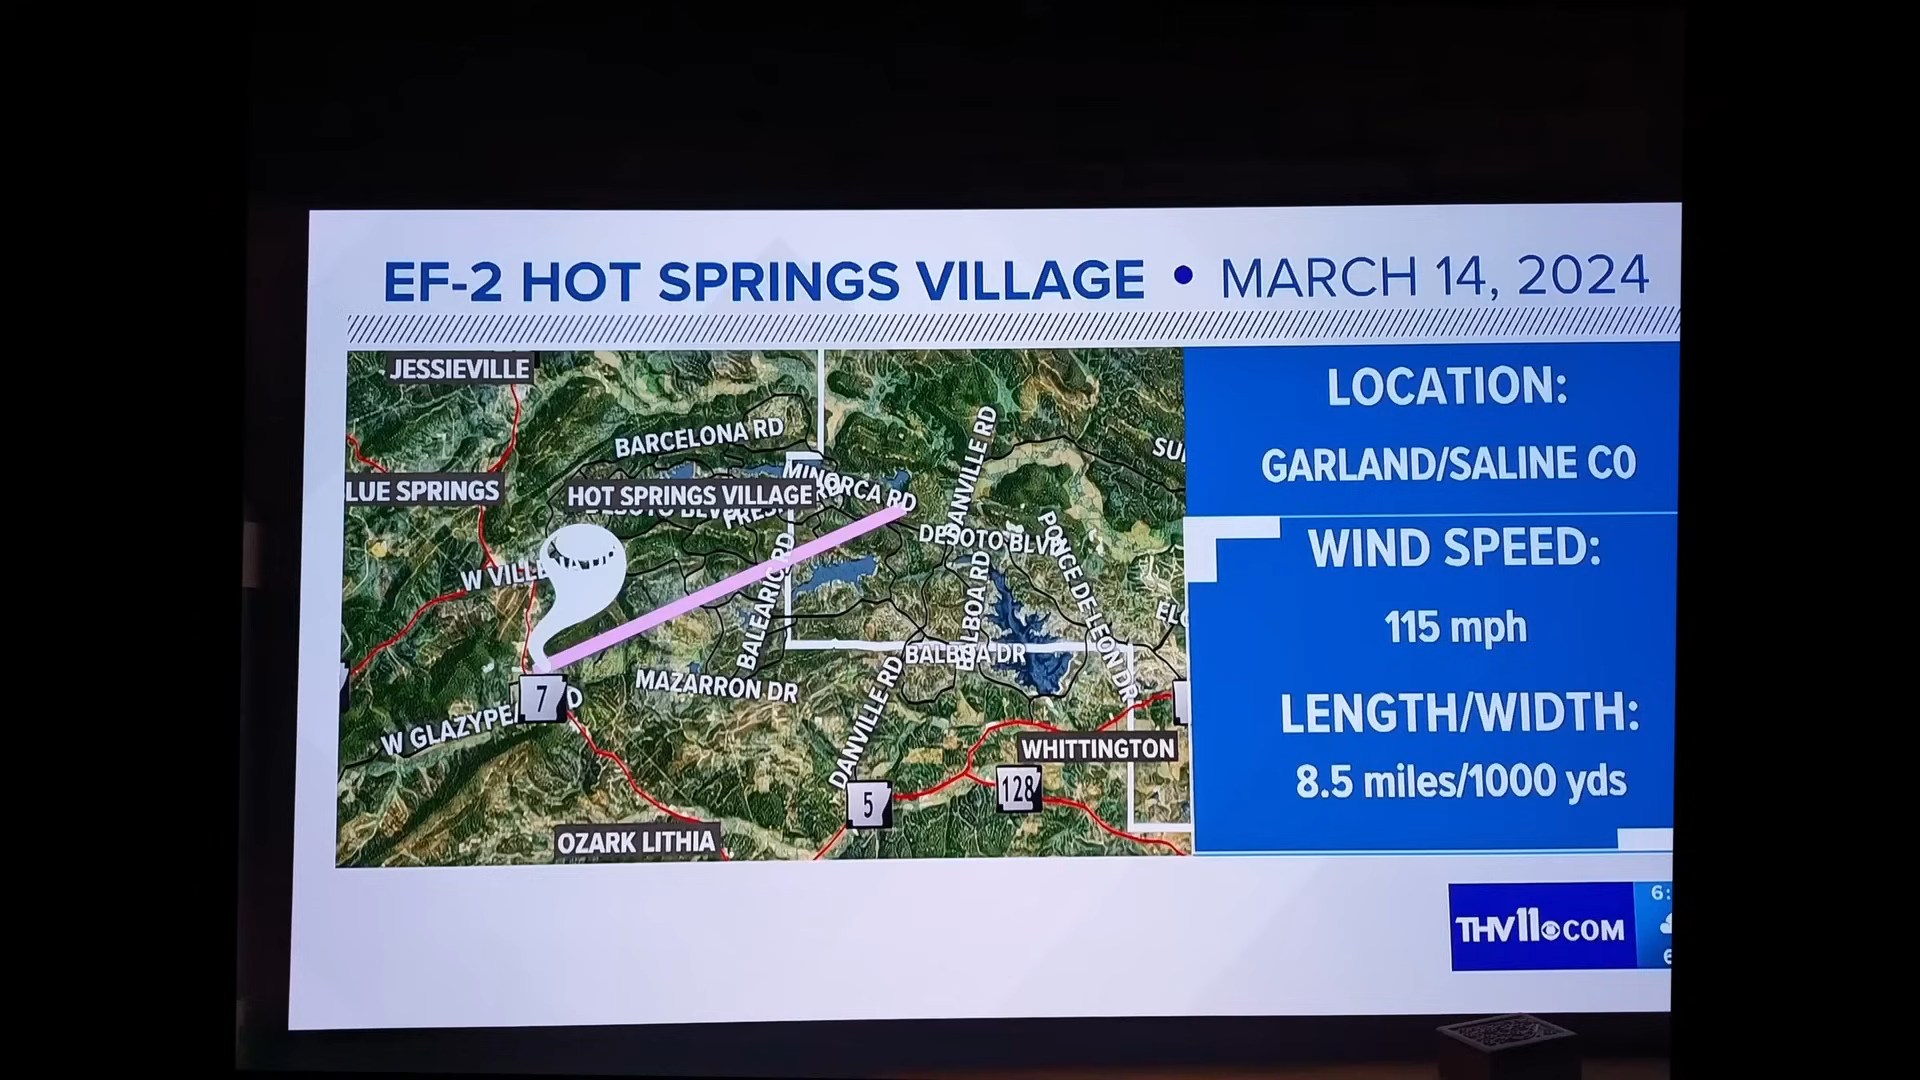 EF-2 HOT SPRINGS VILLAGE • MARCH 14, 2024
JESSIEVILLE
BARCELONA RD
LUE SPRINGS
HOT SPRINGS VILLAGE
MINORCA RD
DESOTO BLVD
DANVILLE RD
DESOTO BLVD
PONCE DE LEON DR
BALEARIC RD
BALBOA RD
BALBOA DR
MAZARRON DR
7
DANVILLE RD
WHITTINGTON
5
128
OZARK LITHIA
LOCATION:
GARLAND/SALINE CO
WIND SPEED:
115 mph
LENGTH/WIDTH:
8.5 miles/1000 yds
THV11.COM